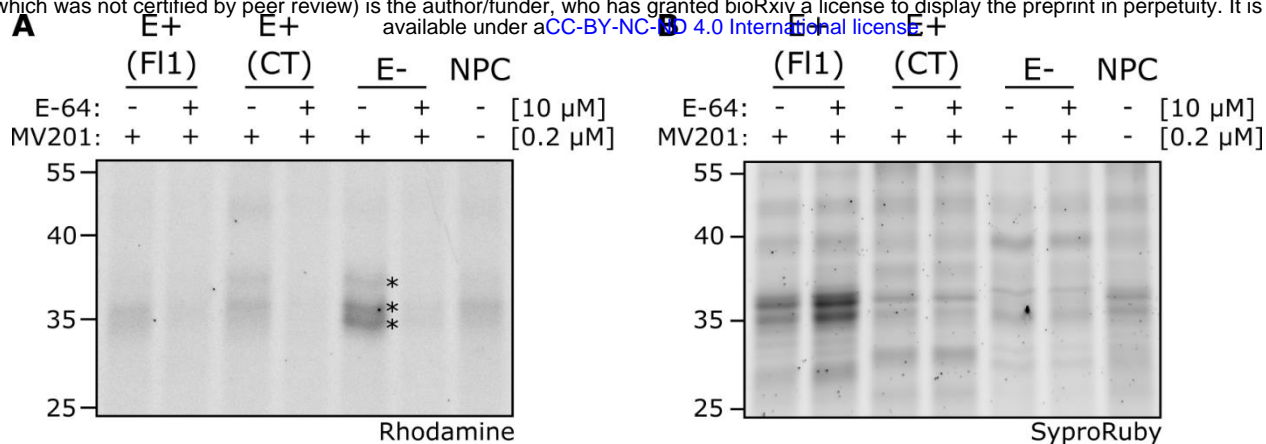 which was not certified by peer review) is the author/funder, who has granted bioRxiv a license to display the preprint in perpetuity. It is
available under aCC-BY-NC-ND 4.0 International license.
A E+ E+ B E+ E+
(Fl1) (CT) E- NPC (Fl1) (CT) E- NPC
E-64: - + - + - + - [10 µM] E-64: - + - + - + - [10 µM]
MV201: + + + + + + - [0.2 µM] MV201: + + + + + + - [0.2 µM]
55 55
40 * 40
35 * 35
*
25 25
Rhodamine SyproRuby